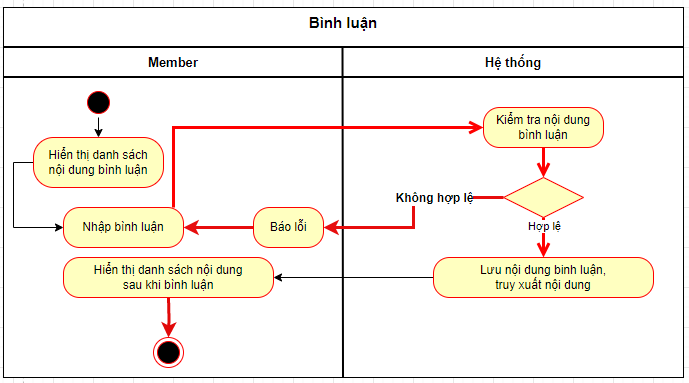 Bình luận
Member
Hệ thống
Hiển thị danh sách
nội dung bình luận
Kiểm tra nội dung
bình luận
Không hợp lệ
Nhập bình luận
Báo lỗi
Hợp lệ
Hiển thị danh sách nội dung
sau khi bình luận
Lưu nội dung bình luận,
truy xuất nội dung